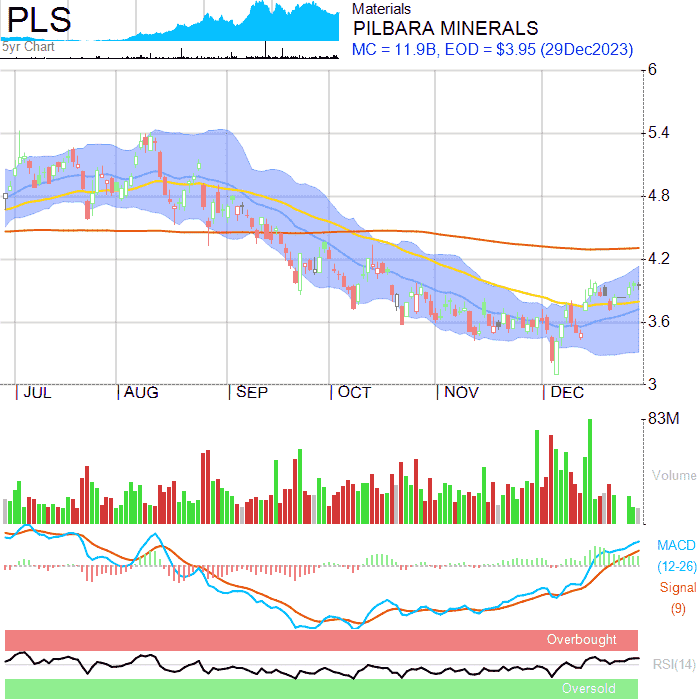 PLS
5yr Chart
Materials
PILBARA MINERALS
MC = 11.9B, EOD = $3.95 (29Dec2023)
6
5.4
4.8
4.2
3.6
3
JUL AUG SEP OCT NOV DEC
83M
Volume
MACD
(12-26)
Signal
(9)
Overbought
RSI(14)
Oversold